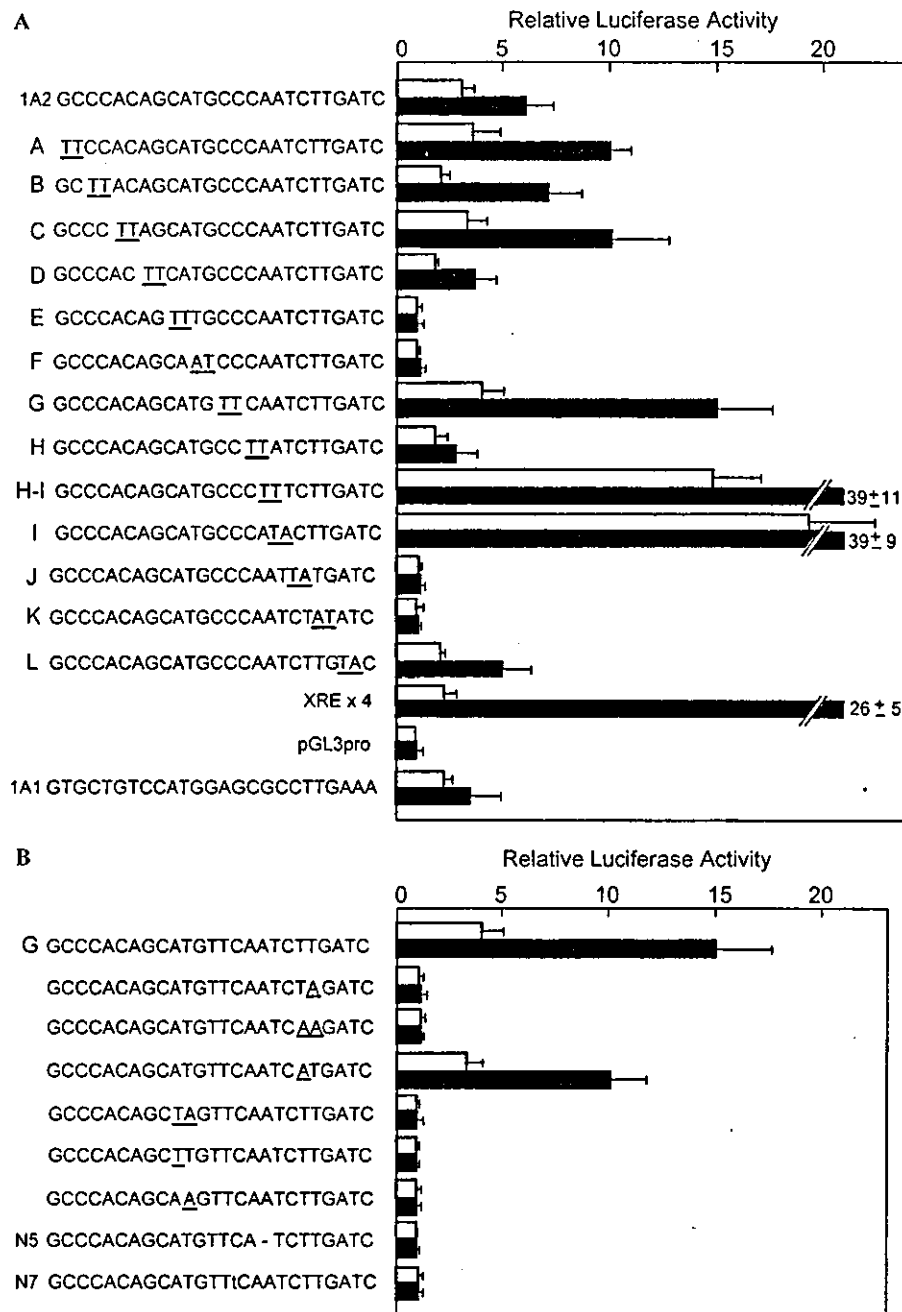 A
Relative Luciferase Activity
0 5 10 15 20
1A2 GCCCACAGCATGCCCAATCTTGATC
A TTCCACAGCATGCCCAATCTTGATC
B GC TTACAGCATGCCCAATCTTGATC
C GCCC TTAGCATGCCCAATCTTGATC
D GCCCAC TTCATGCCCAATCTTGATC
E GCCCACAG TTTGCCCAATCTTGATC
F GCCCACAGCAATCCCAATCTTGATC
G GCCCACAGCATG TT CAATCTTGATC
H GCCCACAGCATGCC TTATCTTGATC
H-I GCCCACAGCATGCCCTTTCTTGATC 39±11
I GCCCACAGCATGCCCATACTTGATC 39± 9
J GCCCACAGCATGCCCAATTATGATC
K GCCCACAGCATGCCCAATCTATATC
L GCCCACAGCATGCCCAATCTTGTAC
XRE x 4 26 ± 5
pGL3pro
1A1 GTGCTGTCCATGGAGCGCCTTGAAA
B
Relative Luciferase Activity
0 5 10 15 20
G GCCCACAGCATGTTCAATCTTGATC
GCCCACAGCATGTTCAATCTAGATC
GCCCACAGCATGTTCAATCAAGATC
GCCCACAGCATGTTCAATCATGATC
GCCCACAGCTAGTTCAATCTTGATC
GCCCACAGCTTGTTCAATCTTGATC
GCCCACAGCAAGTTCAATCTTGATC
N5 GCCCACAGCATGTTCA - TCTTGATC
N7 GCCCACAGCATGTTtCAATCTTGATC